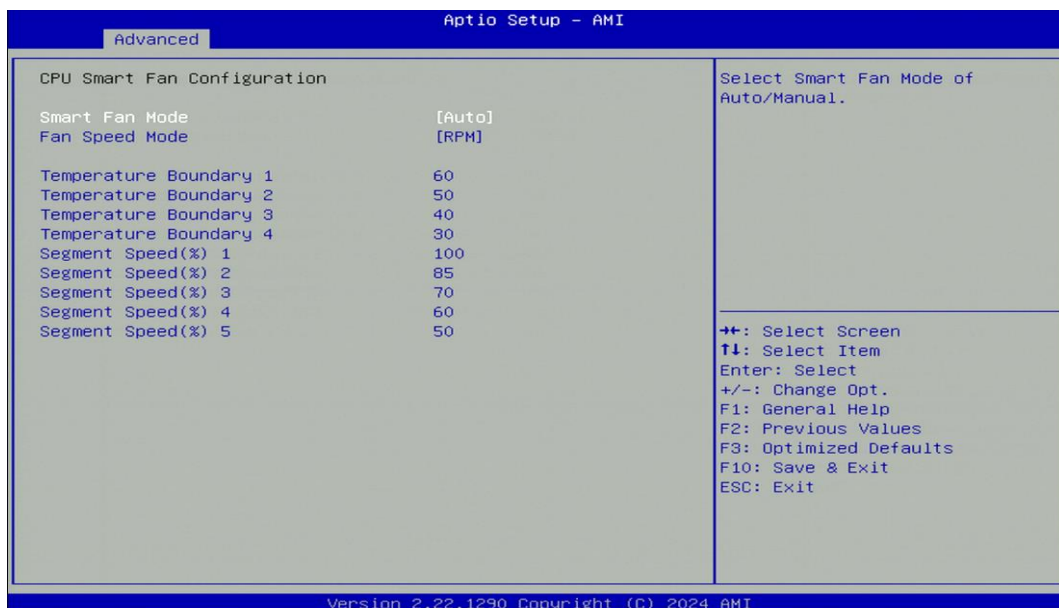 Aptio Setup – AMI
Advanced
CPU Smart Fan Configuration
Smart Fan Mode [Auto]
Fan Speed Mode [RPM]
Temperature Boundary 1 60
Temperature Boundary 2 50
Temperature Boundary 3 40
Temperature Boundary 4 30
Segment Speed(%) 1 100
Segment Speed(%) 2 85
Segment Speed(%) 3 70
Segment Speed(%) 4 60
Segment Speed(%) 5 50
Select Smart Fan Mode of
Auto/Manual.
→←: Select Screen
↑↓: Select Item
Enter: Select
+/-: Change Opt.
F1: General Help
F2: Previous Values
F3: Optimized Defaults
F10: Save & Exit
ESC: Exit
Version 2.22.1290 Copyright (C) 2024 AMI